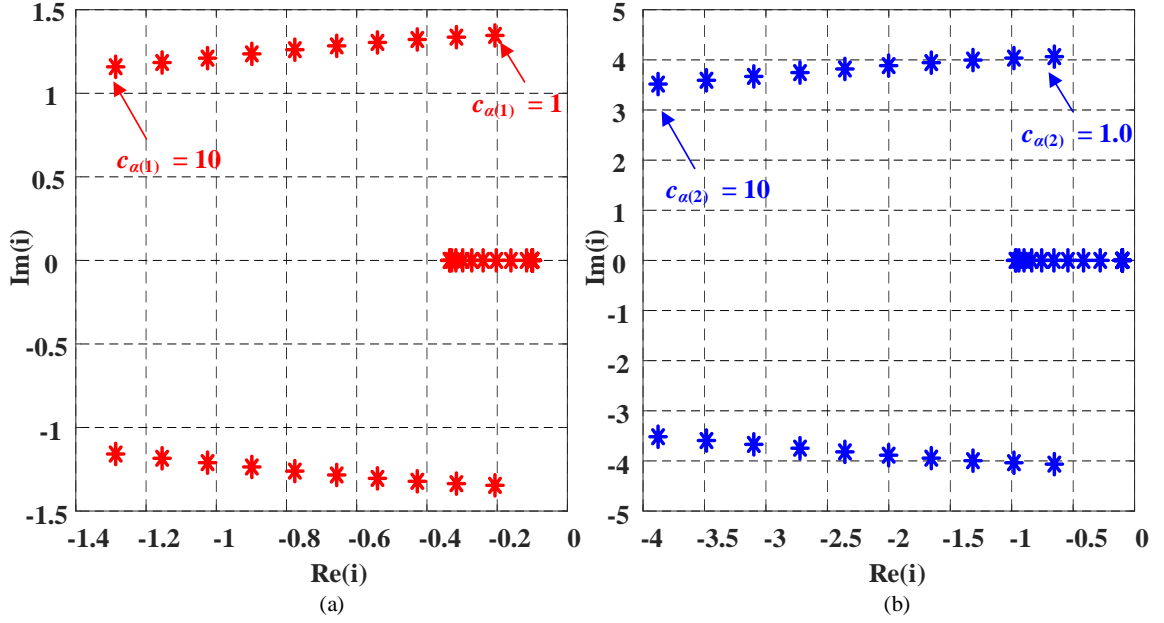 1.5
1
0.5
0
-0.5
-1
-1.5
Im(i)
-1.4 -1.2 -1 -0.8 -0.6 -0.4 -0.2 0
Re(i)
(a)
cα(1) = 1
cα(1) = 10
5
4
3
2
1
0
-1
-2
-3
-4
-5
Im(i)
-4 -3.5 -3 -2.5 -2 -1.5 -1 -0.5 0
Re(i)
(b)
cα(2) = 1.0
cα(2) = 10